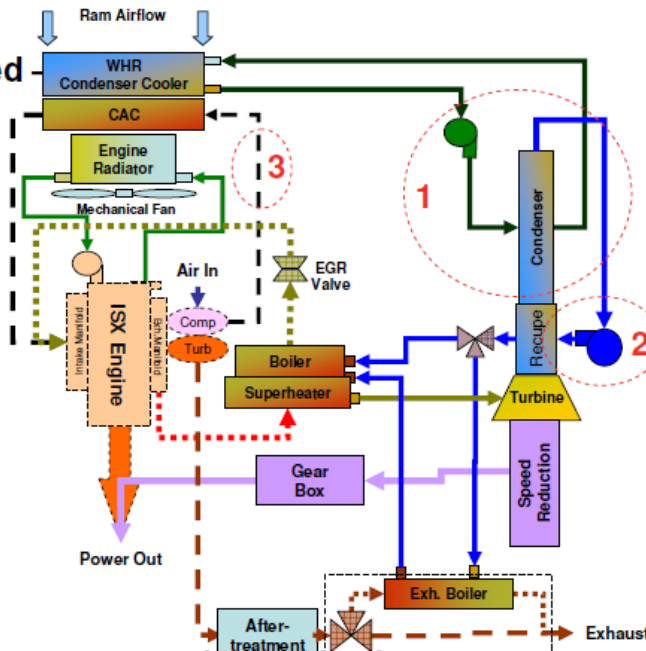 Ram Airflow
ed
WHR
Condenser Cooler
CAC
Engine
Radiator
Mechanical Fan
3
1
Condenser
Air In
EGR
Valve
Intake Manifold
ISX Engine
Exh.Manifold
Comp
Turb
Boiler
Superheater
Recupe
2
Turbine
Gear
Box
Speed
Reduction
Power Out
Exh. Boiler
After-
treatment
Exhaust